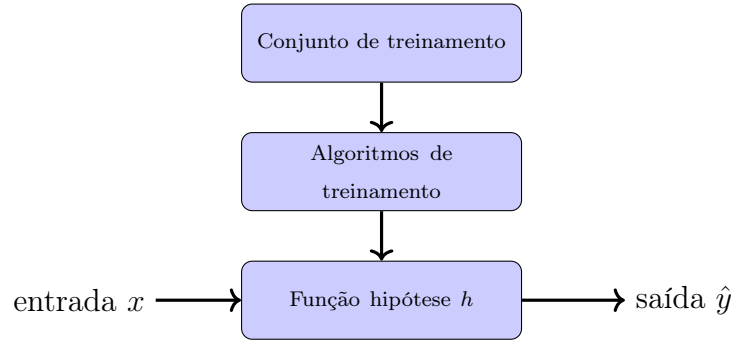 Conjunto de treinamento
Algoritmos de
treinamento
entrada x
Função hipótese h
saída ŷ